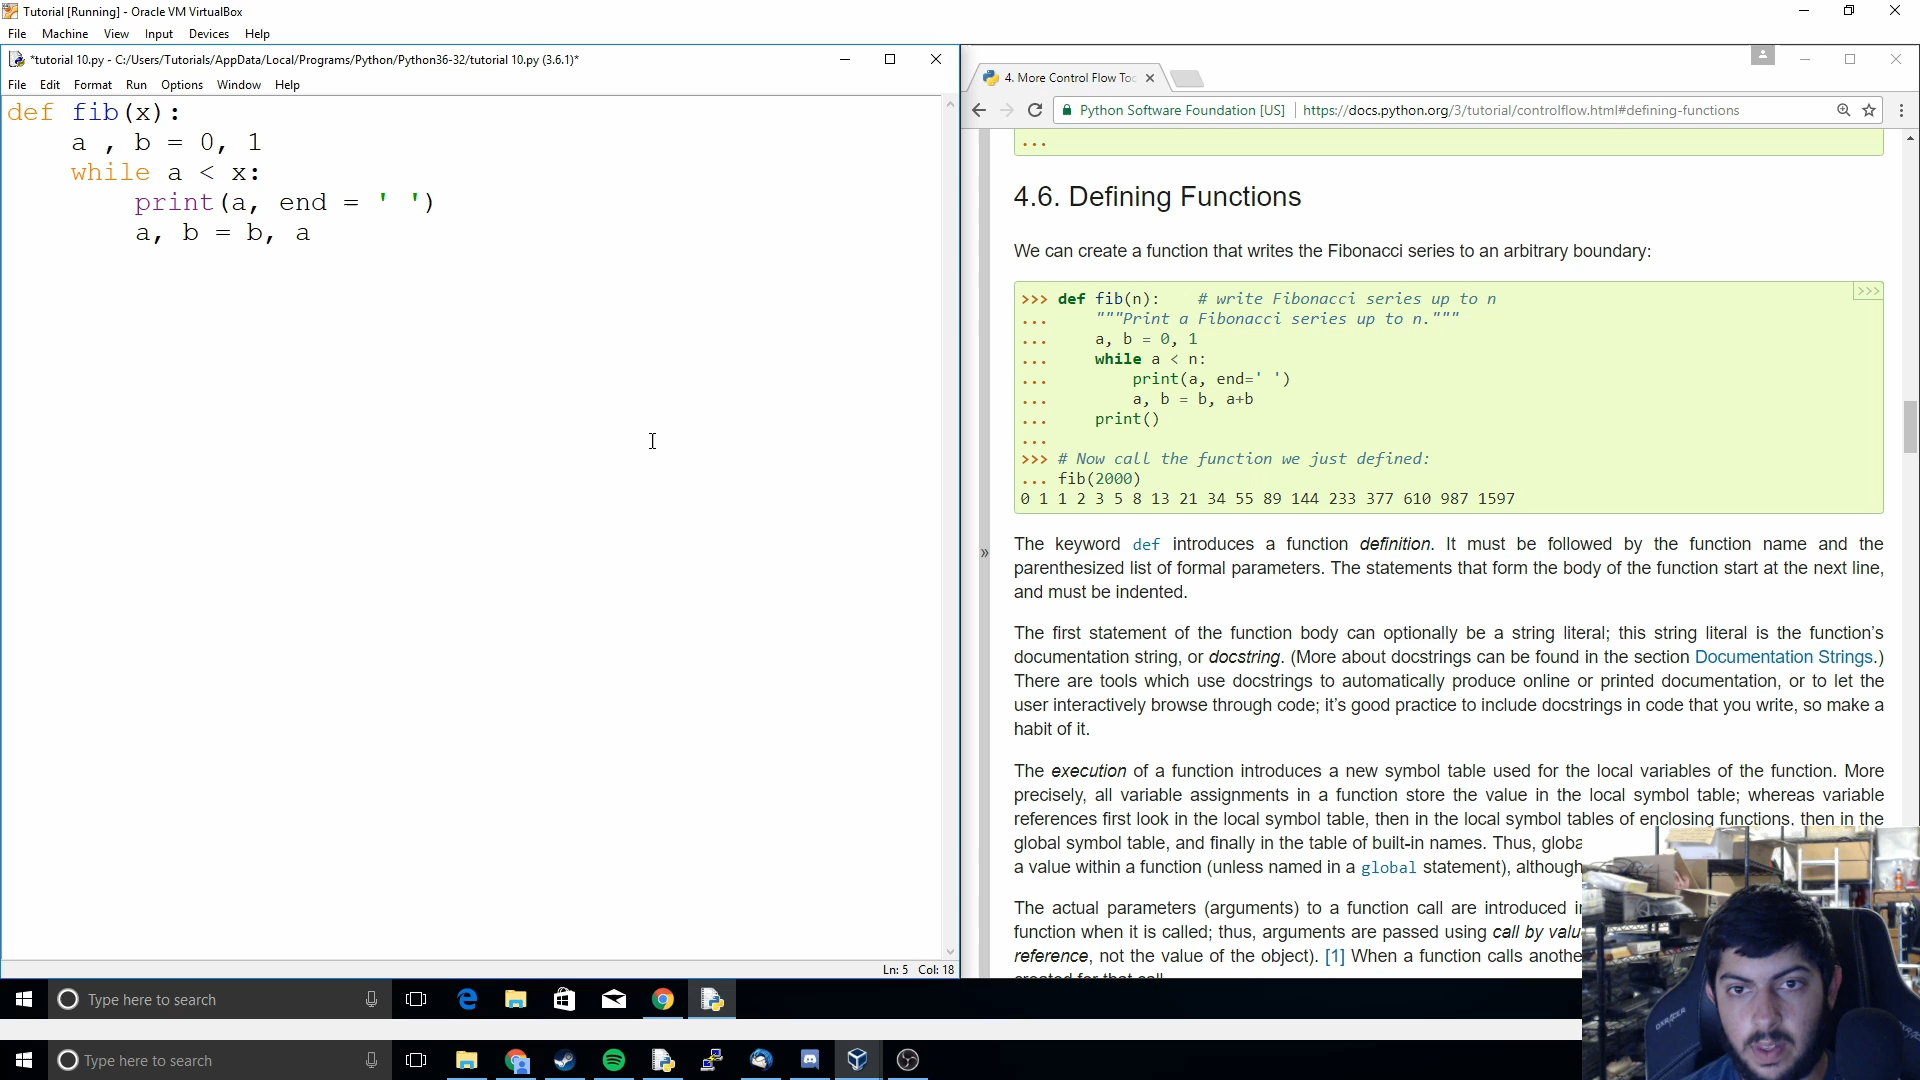 Tutorial [Running] - Oracle VM VirtualBox
File Machine View Input Devices Help
*tutorial 10.py - C:/Users/Tutorials/AppData/Local/Programs/Python/Python36-32/tutorial 10.py (3.6.1)*
File Edit Format Run Options Window Help
def fib(x):
    a , b = 0, 1
    while a < x:
        print(a, end = ' ')
        a, b = b, a
Ln: 5 Col: 18
4. More Control Flow Toc
Python Software Foundation [US] https://docs.python.org/3/tutorial/controlflow.html#defining-functions
...
4.6. Defining Functions
We can create a function that writes the Fibonacci series to an arbitrary boundary:
>>>
>>> def fib(n):    # write Fibonacci series up to n
...     """Print a Fibonacci series up to n."""
...     a, b = 0, 1
...     while a < n:
...         print(a, end=' ')
...         a, b = b, a+b
...     print()
...
>>> # Now call the function we just defined:
... fib(2000)
0 1 1 2 3 5 8 13 21 34 55 89 144 233 377 610 987 1597
»
The keyword def introduces a function definition. It must be followed by the function name and the
parenthesized list of formal parameters. The statements that form the body of the function start at the next line,
and must be indented.
The first statement of the function body can optionally be a string literal; this string literal is the function's
documentation string, or docstring. (More about docstrings can be found in the section Documentation Strings.)
There are tools which use docstrings to automatically produce online or printed documentation, or to let the
user interactively browse through code; it's good practice to include docstrings in code that you write, so make a
habit of it.
The execution of a function introduces a new symbol table used for the local variables of the function. More
precisely, all variable assignments in a function store the value in the local symbol table; whereas variable
references first look in the local symbol table, then in the local symbol tables of enclosing functions, then in the
global symbol table, and finally in the table of built-in names. Thus, globa
a value within a function (unless named in a global statement), although
The actual parameters (arguments) to a function call are introduced i
function when it is called; thus, arguments are passed using call by valu
reference, not the value of the object). [1] When a function calls anothe
Type here to search
Type here to search